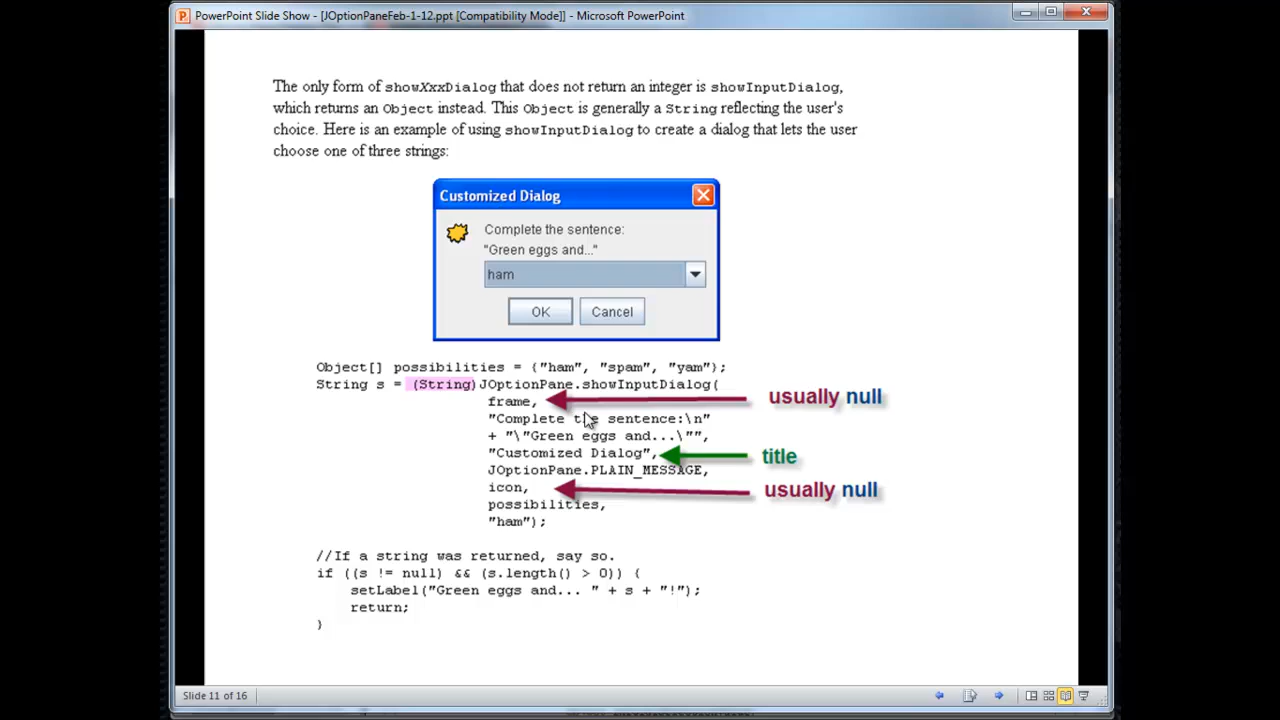 PowerPoint Slide Show - [JOptionPaneFeb-1-12.ppt [Compatibility Mode]] - Microsoft PowerPoint
The only form of showXxxDialog that does not return an integer is showInputDialog,
which returns an Object instead. This Object is generally a String reflecting the user's
choice. Here is an example of using showInputDialog to create a dialog that lets the user
choose one of three strings:
Customized Dialog
Complete the sentence:
"Green eggs and..."
ham
OK Cancel
Object[] possibilities = {"ham", "spam", "yam"};
String s = (String)JOptionPane.showInputDialog(
frame, usually null
"Complete the sentence:\n"
+ "\"Green eggs and...\"",
"Customized Dialog", title
JOptionPane.PLAIN_MESSAGE,
icon, usually null
possibilities,
"ham");
//If a string was returned, say so.
if ((s != null) && (s.length() > 0)) {
setLabel("Green eggs and... " + s + "!");
return;
}
Slide 11 of 16